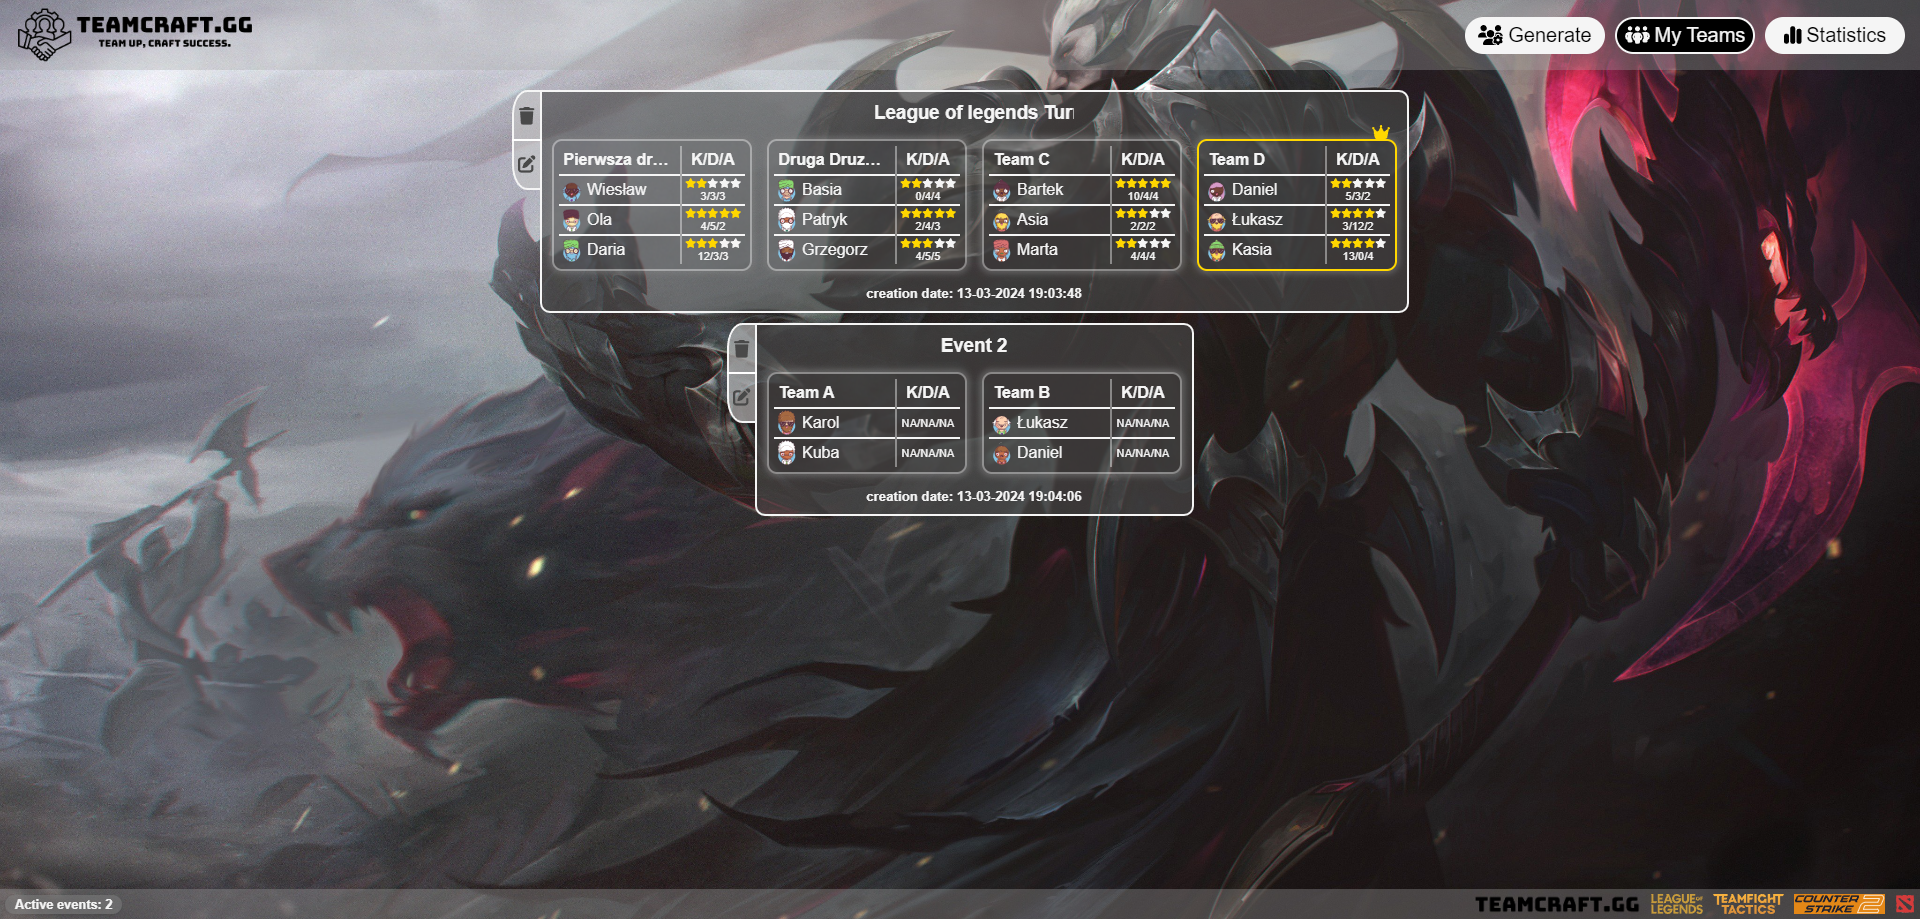 TEAMCRAFT.GG
TEAM UP, CRAFT SUCCESS.
Generate
My Teams
Statistics
League of legends Tur
Pierwsza dr... K/D/A
Wiesław 3/3/3
Ola 4/5/2
Daria 12/3/3
Druga Druz... K/D/A
Basia 0/4/4
Patryk 2/4/3
Grzegorz 4/5/5
Team C K/D/A
Bartek 10/4/4
Asia 2/2/2
Marta 4/4/4
Team D K/D/A
Daniel 5/3/2
Łukasz 3/12/2
Kasia 13/0/4
creation date: 13-03-2024 19:03:48
Event 2
Team A K/D/A
Karol NA/NA/NA
Kuba NA/NA/NA
Team B K/D/A
Łukasz NA/NA/NA
Daniel NA/NA/NA
creation date: 13-03-2024 19:04:06
Active events: 2
TEAMCRAFT.GG
LEAGUE OF
LEGENDS
TEAMFIGHT
TACTICS
COUNTER
STRIKE 2